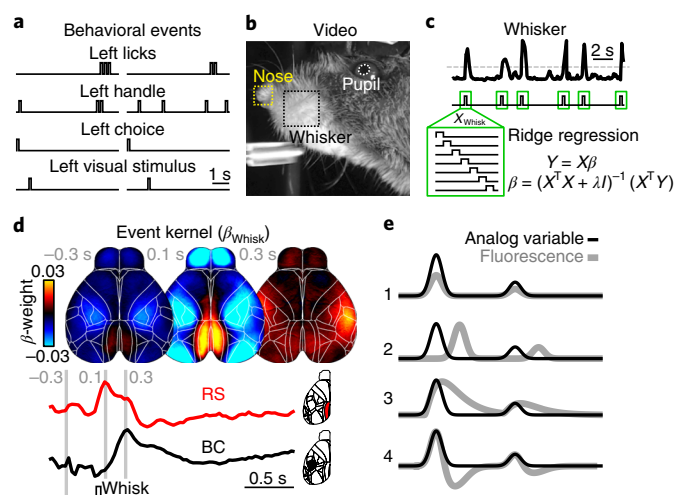 a
Behavioral events
Left licks
Left handle
Left choice
Left visual stimulus
1 s
b
Video
Nose
Pupil
Whisker
c
Whisker
2 s
X_Whisk
Ridge regression
Y = Xβ
β = (XᵀX + λI)⁻¹ (XᵀY)
d
Event kernel (β_Whisk)
−0.3 s 0.1 s 0.3 s
0.03
β-weight
−0.03
−0.3 0.1 0.3
RS
BC
Whisk
0.5 s
e
Analog variable
Fluorescence
1
2
3
4